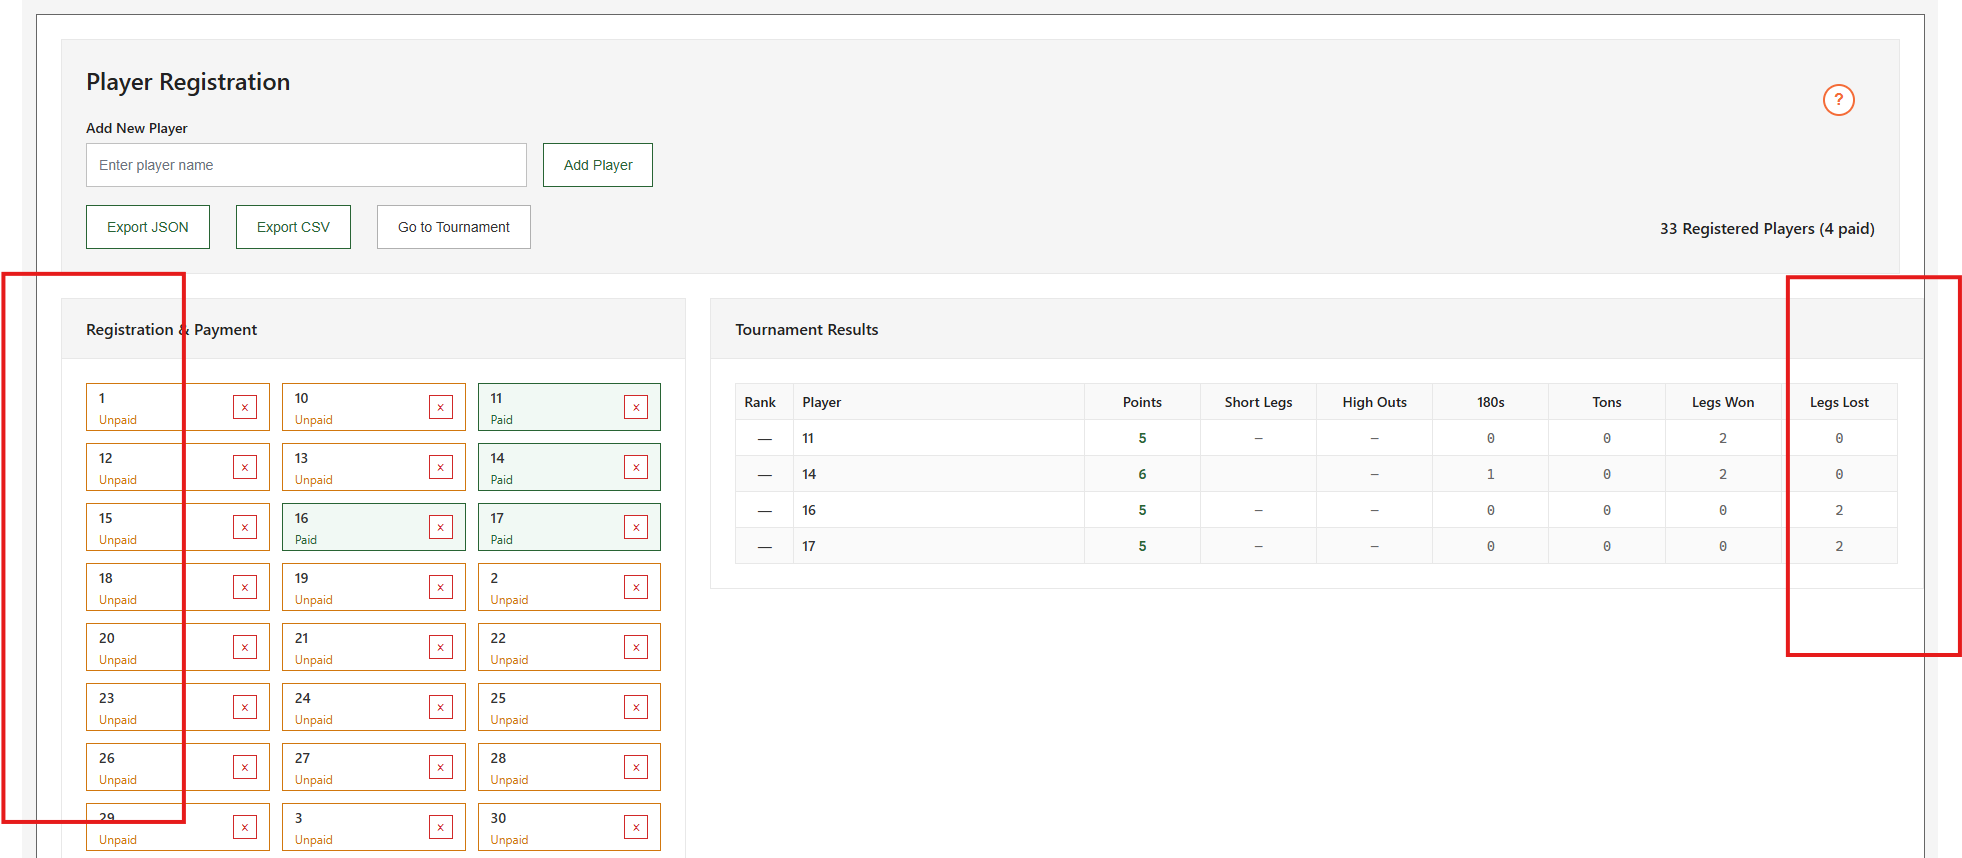 Player Registration
?
Add New Player
Enter player name
Add Player
Export JSON
Export CSV
Go to Tournament
33 Registered Players (4 paid)
Registration & Payment
1 x 10 x 11 x
Unpaid Unpaid Paid
12 x 13 x 14 x
Unpaid Unpaid Paid
15 x 16 x 17 x
Unpaid Paid Paid
18 x 19 x 2 x
Unpaid Unpaid Unpaid
20 x 21 x 22 x
Unpaid Unpaid Unpaid
23 x 24 x 25 x
Unpaid Unpaid Unpaid
26 x 27 x 28 x
Unpaid Unpaid Unpaid
29 x 3 x 30 x
Unpaid Unpaid Unpaid
Tournament Results
Rank Player Points Short Legs High Outs 180s Tons Legs Won Legs Lost
— 11 5 – – 0 0 2 0
— 14 6 – 1 0 2 0
— 16 5 – – 0 0 0 2
— 17 5 – – 0 0 0 2